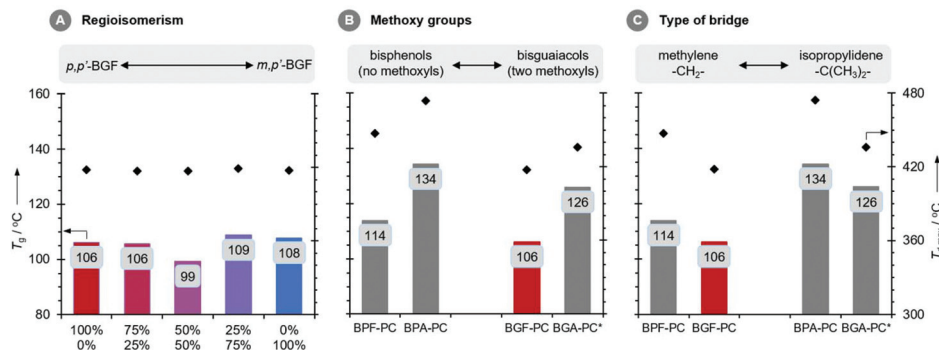 A Regioisomerism
p,p'-BGF
m,p'-BGF
160
140
120
100
80
Tg / °C
106
106
99
109
108
100%
0%
75%
25%
50%
50%
25%
75%
0%
100%
B Methoxy groups
bisphenols
(no methoxyls)
bisguaiacols
(two methoxyls)
114
134
106
126
BPF-PC
BPA-PC
BGF-PC
BGA-PC*
C Type of bridge
methylene
-CH2-
isopropylidene
-C(CH3)2-
114
106
134
126
BPF-PC
BGF-PC
BPA-PC
BGA-PC*
480
420
360
300
/ °C